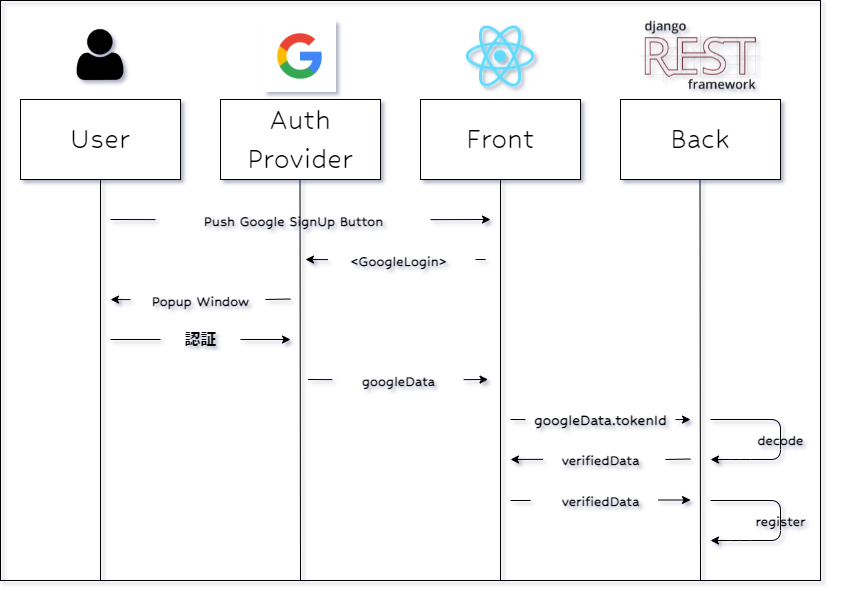 django
REST
framework
User
Auth
Provider
Front
Back
Push Google SignUp Button
<GoogleLogin>
Popup Window
認証
googleData
googleData.tokenId
decode
verifiedData
verifiedData
register